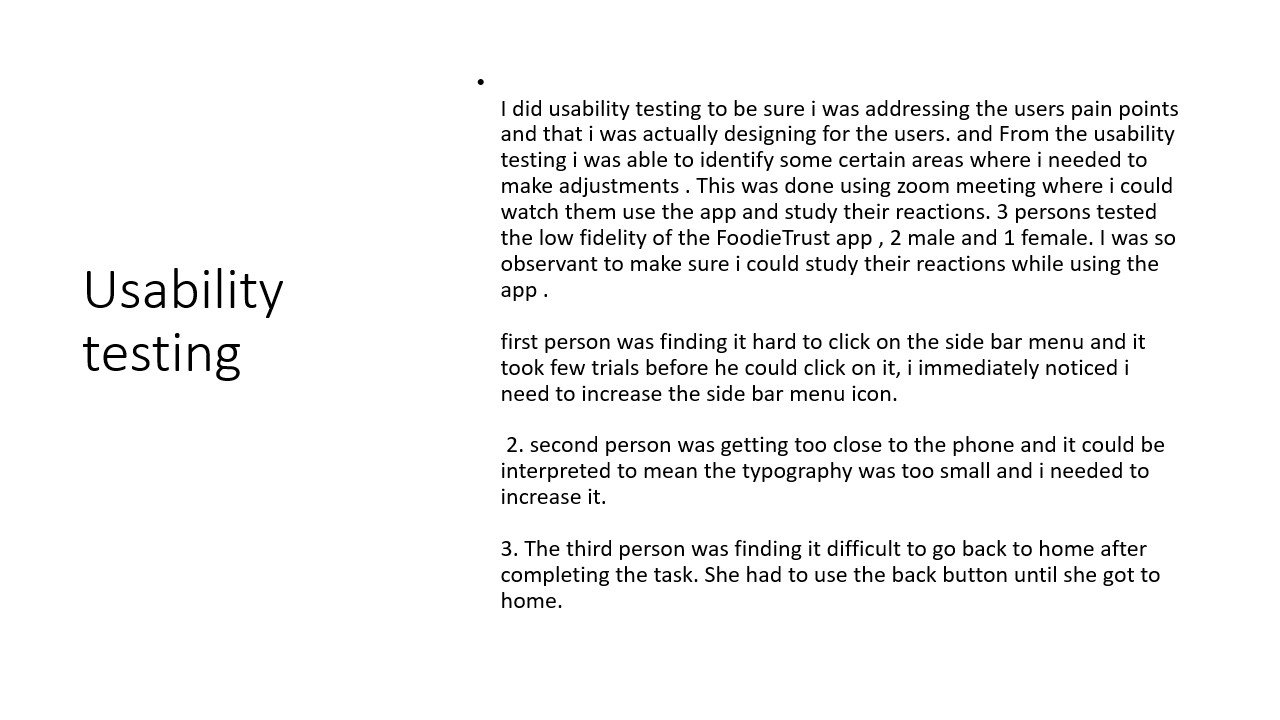 Usability
testing
•
I did usability testing to be sure i was addressing the users pain points
and that i was actually designing for the users. and From the usability
testing i was able to identify some certain areas where i needed to
make adjustments . This was done using zoom meeting where i could
watch them use the app and study their reactions. 3 persons tested
the low fidelity of the FoodieTrust app , 2 male and 1 female. I was so
observant to make sure i could study their reactions while using the
app .
first person was finding it hard to click on the side bar menu and it
took few trials before he could click on it, i immediately noticed i
need to increase the side bar menu icon.
2. second person was getting too close to the phone and it could be
interpreted to mean the typography was too small and i needed to
increase it.
3. The third person was finding it difficult to go back to home after
completing the task. She had to use the back button until she got to
home.